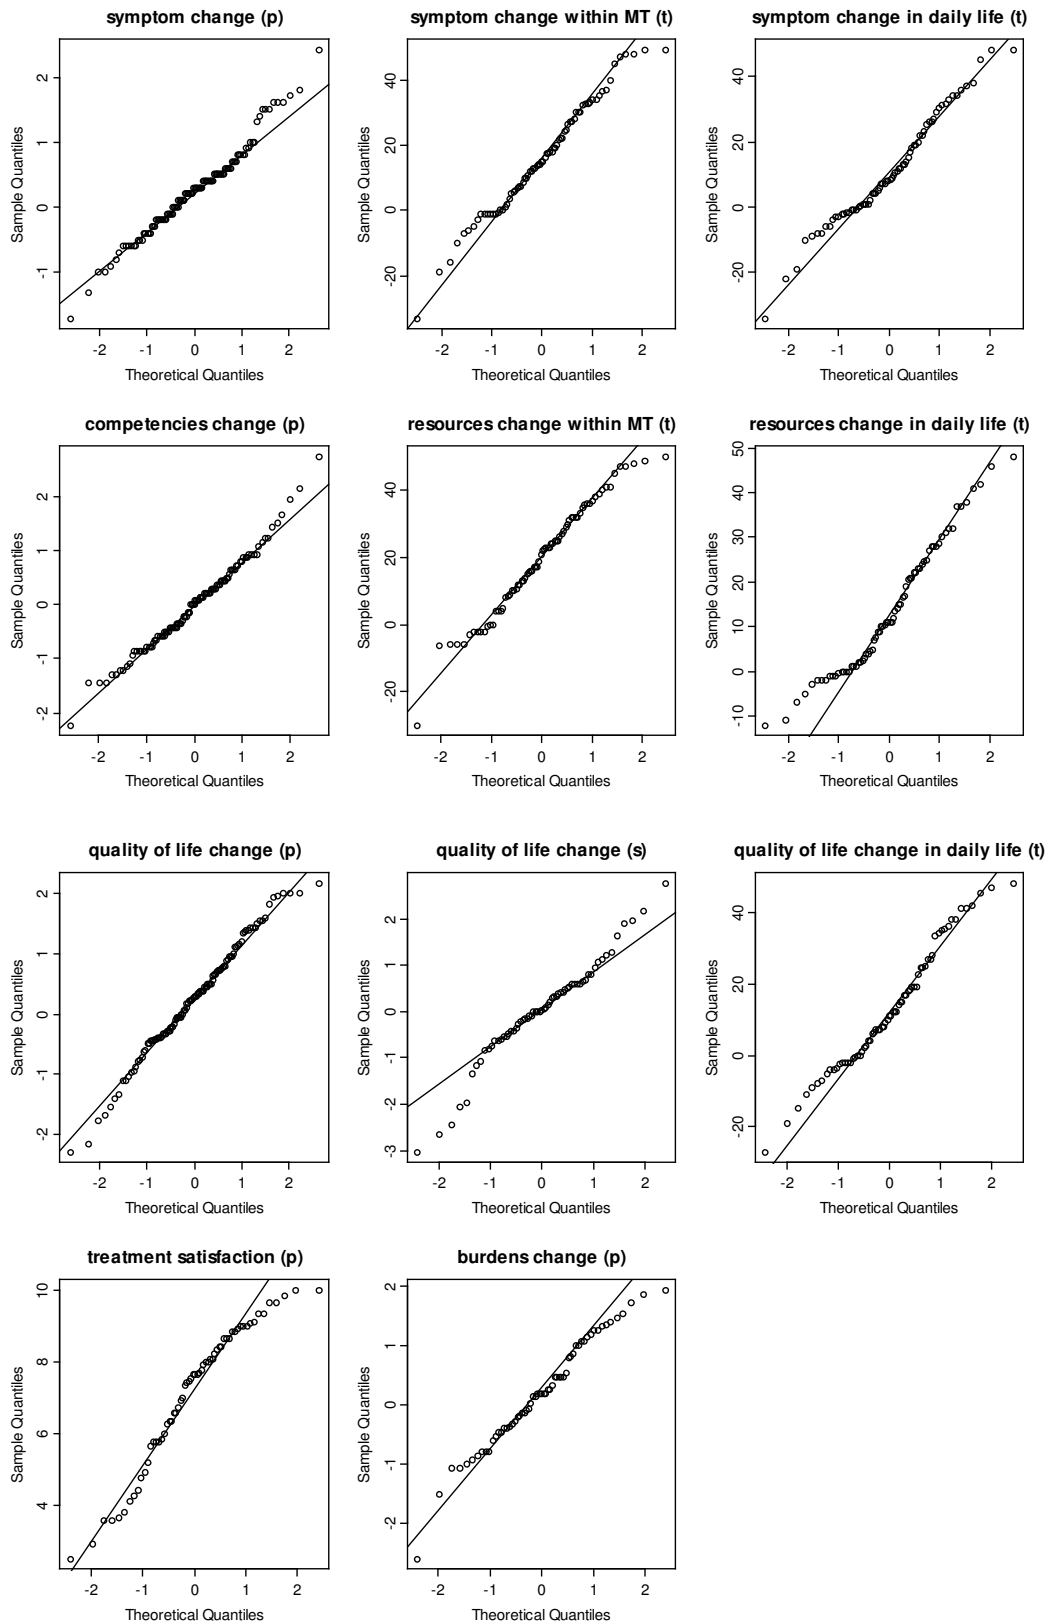 symptom change (p)
Sample Quantiles
2
1
0
-1
-2 -1 0 1 2
Theoretical Quantiles
symptom change within MT (t)
Sample Quantiles
40
20
0
-20
-2 -1 0 1 2
Theoretical Quantiles
symptom change in daily life (t)
Sample Quantiles
40
20
0
-20
-2 -1 0 1 2
Theoretical Quantiles
competencies change (p)
Sample Quantiles
2
1
0
-1
-2
-2 -1 0 1 2
Theoretical Quantiles
resources change within MT (t)
Sample Quantiles
40
20
0
-20
-2 -1 0 1 2
Theoretical Quantiles
resources change in daily life (t)
Sample Quantiles
50
40
30
20
10
0
-10
-2 -1 0 1 2
Theoretical Quantiles
quality of life change (p)
Sample Quantiles
2
1
0
-1
-2
-2 -1 0 1 2
Theoretical Quantiles
quality of life change (s)
Sample Quantiles
2
1
0
-1
-2
-3
-2 -1 0 1 2
Theoretical Quantiles
quality of life change in daily life (t)
Sample Quantiles
40
20
0
-20
-2 -1 0 1 2
Theoretical Quantiles
treatment satisfaction (p)
Sample Quantiles
10
8
6
4
-2 -1 0 1 2
Theoretical Quantiles
burdens change (p)
Sample Quantiles
2
1
0
-1
-2
-2 -1 0 1 2
Theoretical Quantiles